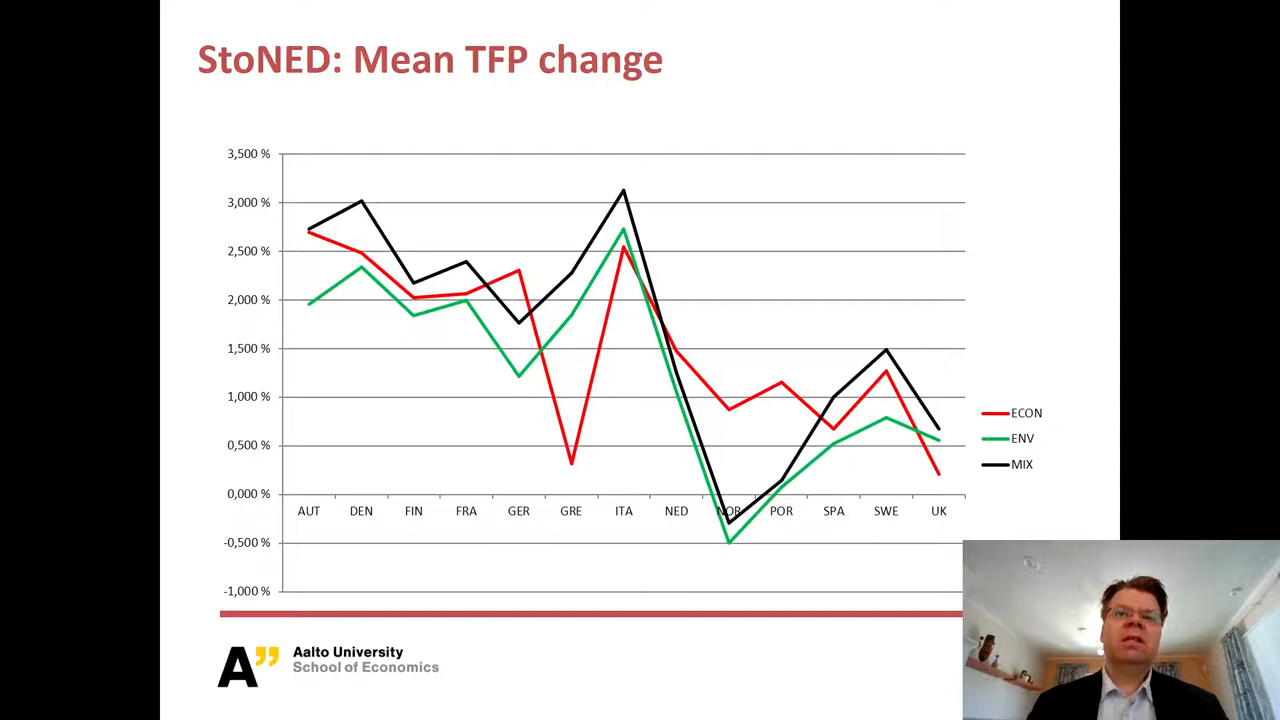 StoNED: Mean TFP change
3,500 %
3,000 %
2,500 %
2,000 %
1,500 %
1,000 %
0,500 %
0,000 %
-0,500 %
-1,000 %
AUT DEN FIN FRA GER GRE ITA NED NOR POR SPA SWE UK
ECON
ENV
MIX
A”
Aalto University
School of Economics